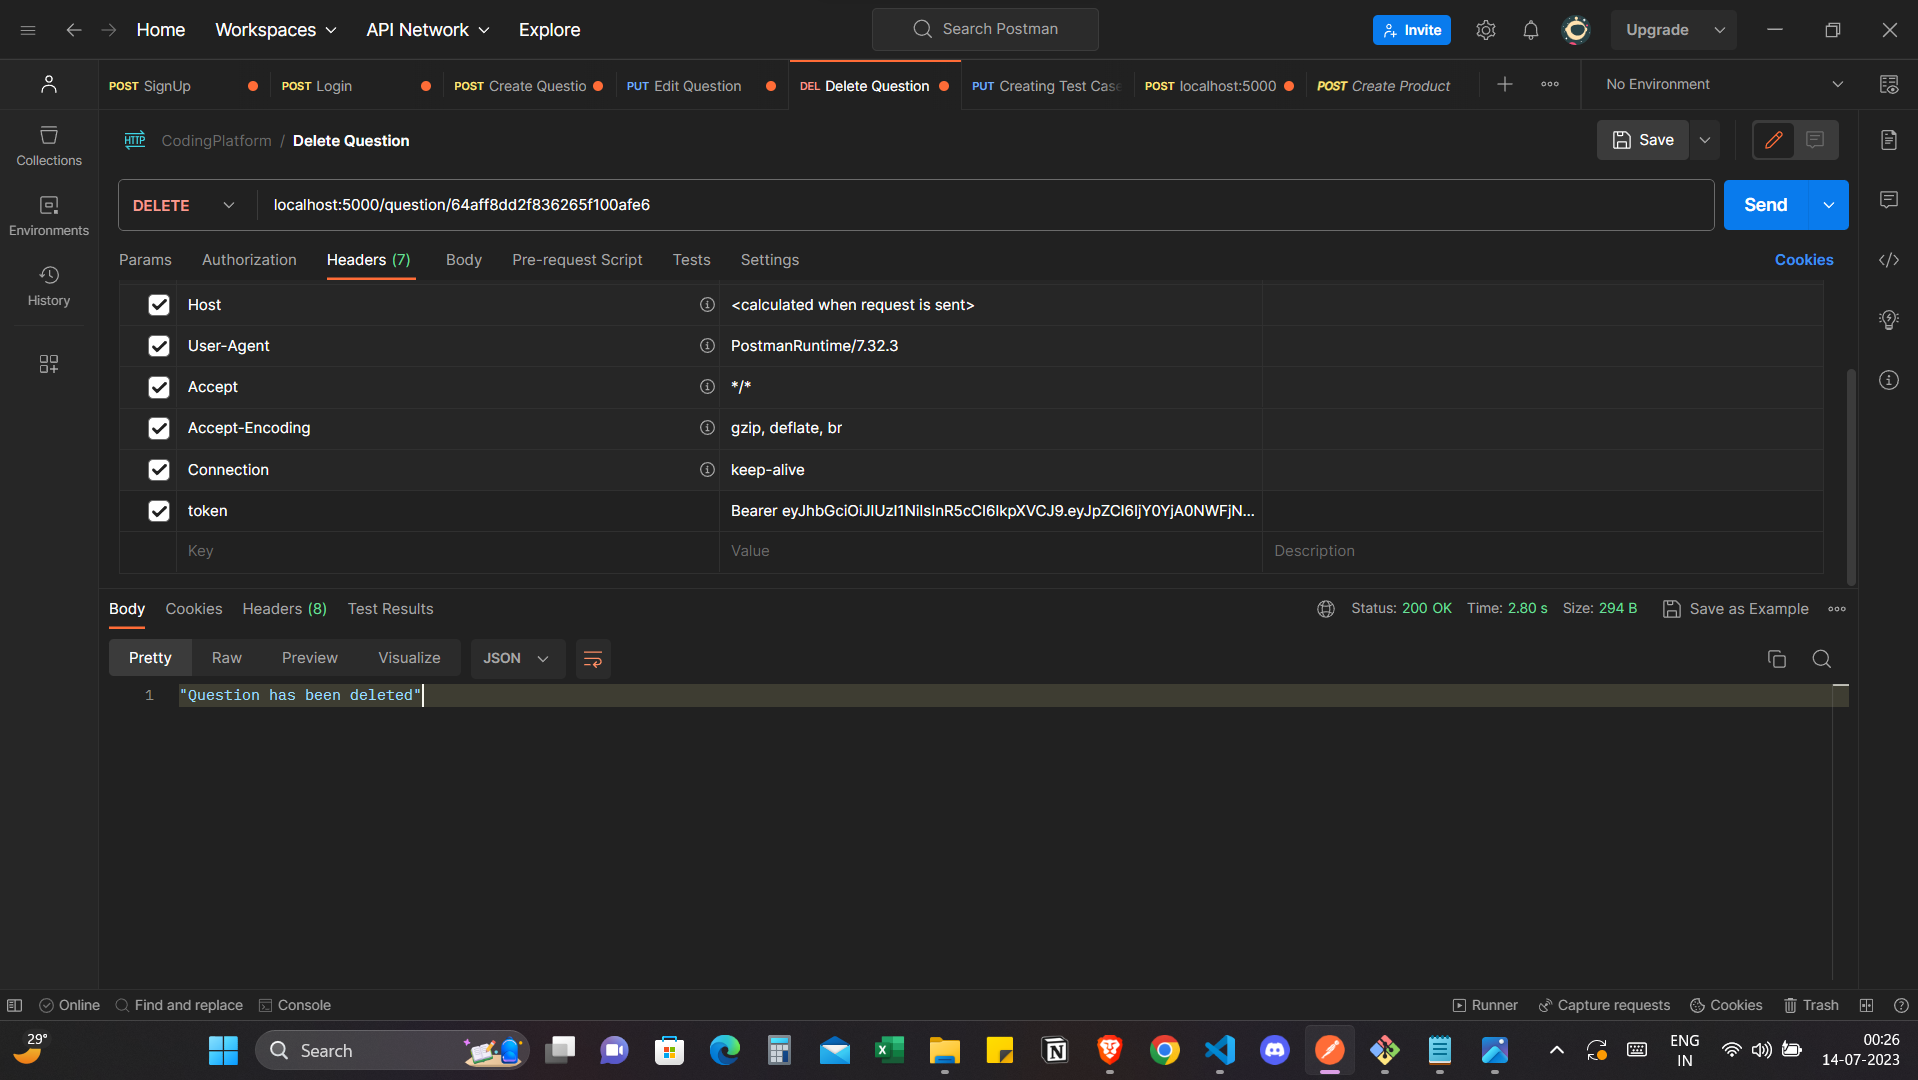 Home
Workspaces
API Network
Explore
Search Postman
Invite
Upgrade
POST SignUp
POST Login
POST Create Questio
PUT Edit Question
DEL Delete Question
PUT Creating Test Case
POST localhost:5000
POST Create Product
No Environment
Collections
Environments
History
HTTP CodingPlatform / Delete Question
Save
DELETE
localhost:5000/question/64aff8dd2f836265f100afe6
Send
Params
Authorization
Headers (7)
Body
Pre-request Script
Tests
Settings
Cookies
Host <calculated when request is sent>
User-Agent PostmanRuntime/7.32.3
Accept */*
Accept-Encoding gzip, deflate, br
Connection keep-alive
token Bearer eyJhbGciOiJIUzI1NiIsInR5cCI6IkpXVCJ9.eyJpZCI6IjY0YjA0NWFjN...
Key Value Description
Body
Cookies
Headers (8)
Test Results
Status: 200 OK Time: 2.80 s Size: 294 B
Save as Example
Pretty
Raw
Preview
Visualize
JSON
1 "Question has been deleted"
Online
Find and replace
Console
Runner
Capture requests
Cookies
Trash
29°
Search
ENG
IN
00:26
14-07-2023